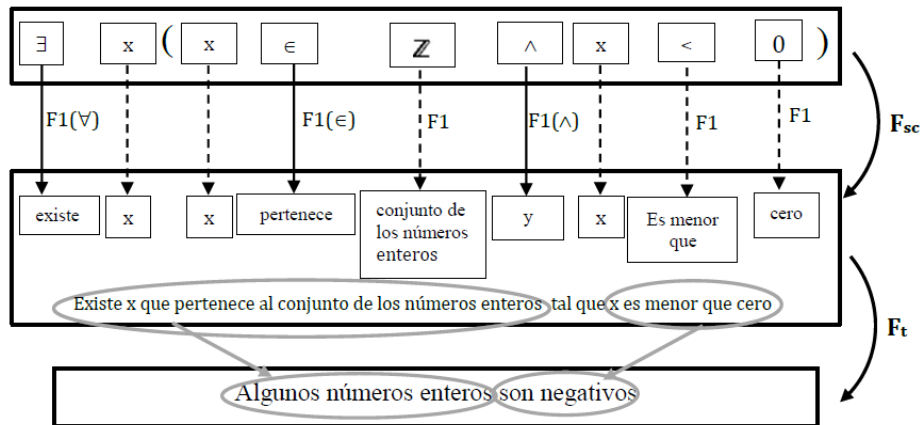 ∃ x ( x ∈ ℤ ∧ x < 0 )
F1(∀) F1(∈) F1 F1(∧) F1 F1 F_sc
existe x x pertenece conjunto de los números enteros y x Es menor que cero
Existe x que pertenece al conjunto de los números enteros tal que x es menor que cero
F_t
Algunos números enteros son negativos